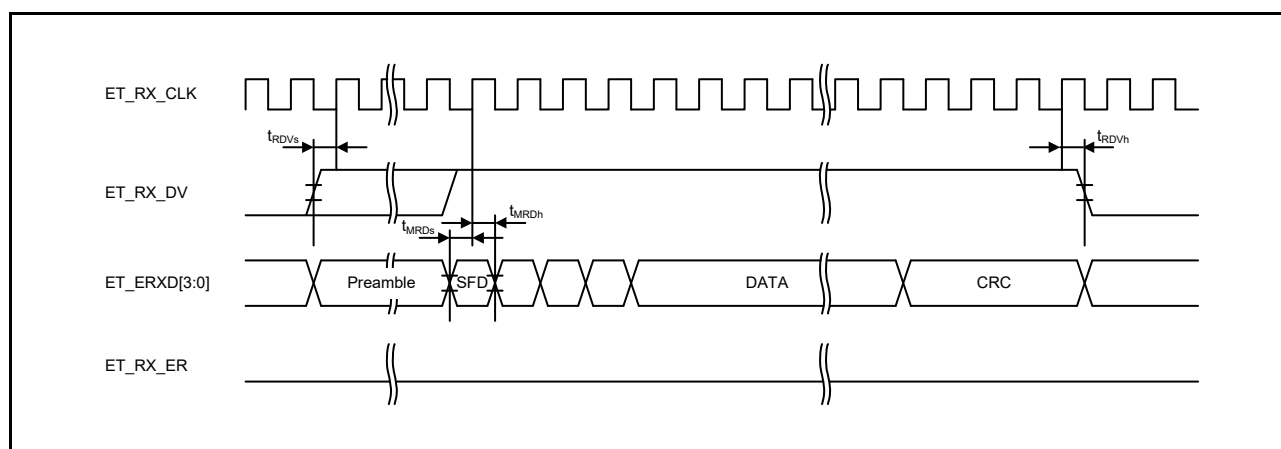 ET_RX_CLK
tRDVs
tRDVh
ET_RX_DV
tMRDs
tMRDh
ET_ERXD[3:0]
Preamble
SFD
DATA
CRC
ET_RX_ER